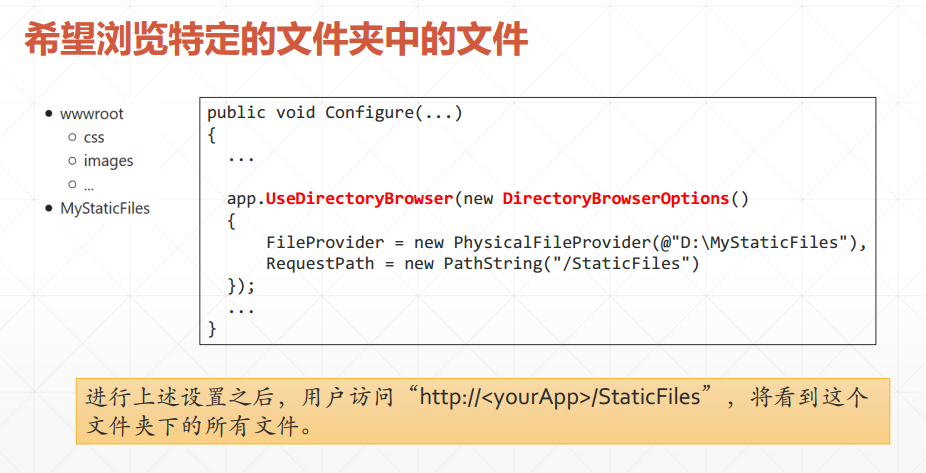 希望浏览特定的文件夹中的文件
• wwwroot
○ css
○ images
○ ...
• MyStaticFiles
public void Configure(...)
{
...
app.UseDirectoryBrowser(new DirectoryBrowserOptions()
{
FileProvider = new PhysicalFileProvider(@"D:\MyStaticFiles"),
RequestPath = new PathString("/StaticFiles")
});
...
}
进行上述设置之后，用户访问“http://<yourApp>/StaticFiles”，将看到这个
文件夹下的所有文件。